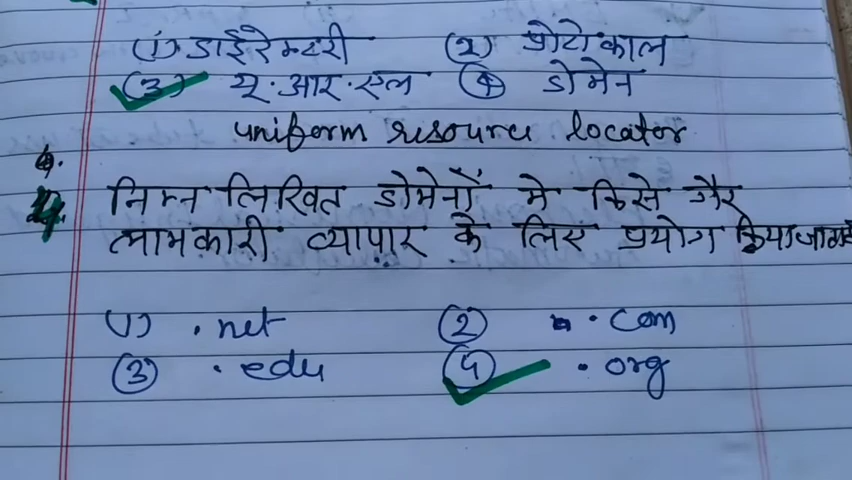 (1) डाईरेक्टरी (2) प्रोटोकाल
(3) यू.आर.एल (4) डोमेन
uniform resource locator
4.
निम्न लिखित डोमेनों मे किसे गैर
लाभकारी व्यापार के लिए प्रयोग किया जाता है
(1) .net (2) .com
(3) .edu (4) .org